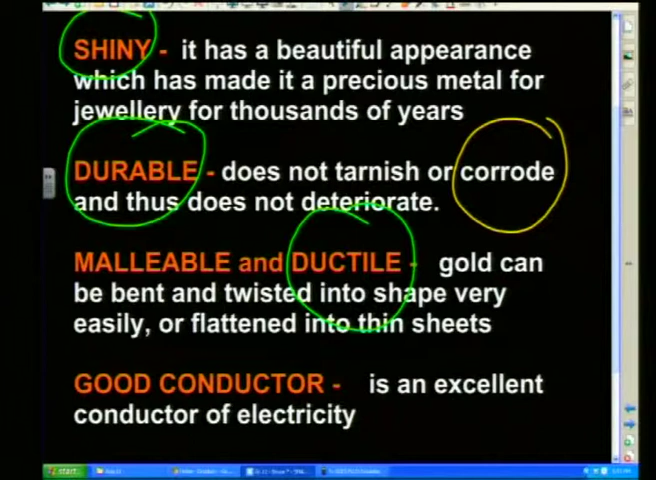 SHINY - it has a beautiful appearance
which has made it a precious metal for
jewellery for thousands of years
DURABLE - does not tarnish or corrode
and thus does not deteriorate.
MALLEABLE and DUCTILE - gold can
be bent and twisted into shape very
easily, or flattened into thin sheets
GOOD CONDUCTOR - is an excellent
conductor of electricity
start